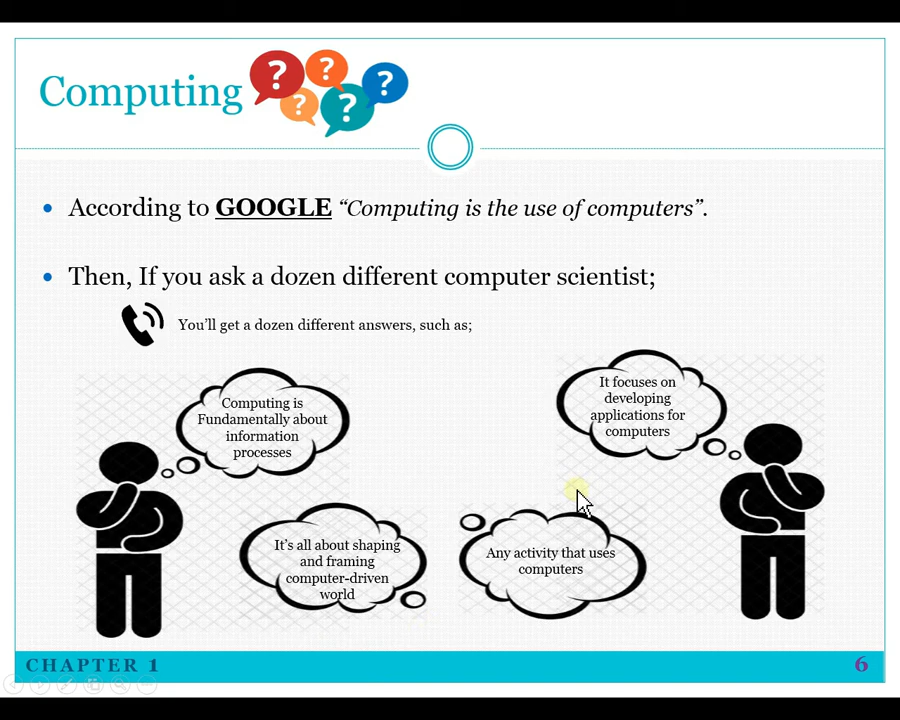 Computing
? ? ? ? ?
According to GOOGLE “Computing is the use of computers”.
Then, If you ask a dozen different computer scientist;
You’ll get a dozen different answers, such as;
Computing is
Fundamentally about
information
processes
It focuses on
developing
applications for
computers
It’s all about shaping
and framing
computer-driven
world
Any activity that uses
computers
CHAPTER 1
6